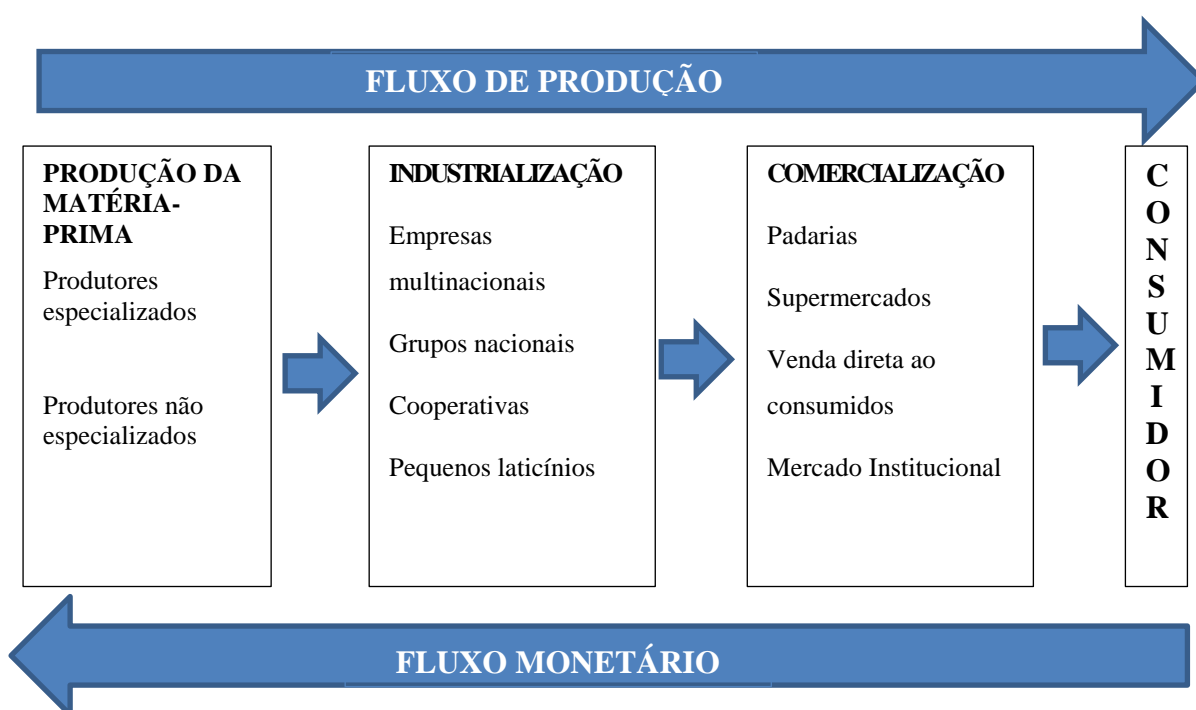 FLUXO DE PRODUÇÃO
PRODUÇÃO DA
MATÉRIA-
PRIMA
Produtores
especializados
Produtores não
especializados
INDUSTRIALIZAÇÃO
Empresas
multinacionais
Grupos nacionais
Cooperativas
Pequenos laticínios
COMERCIALIZAÇÃO
Padarias
Supermercados
Venda direta ao
consumidos
Mercado Institucional
C
O
N
S
U
M
I
D
O
R
FLUXO MONETÁRIO